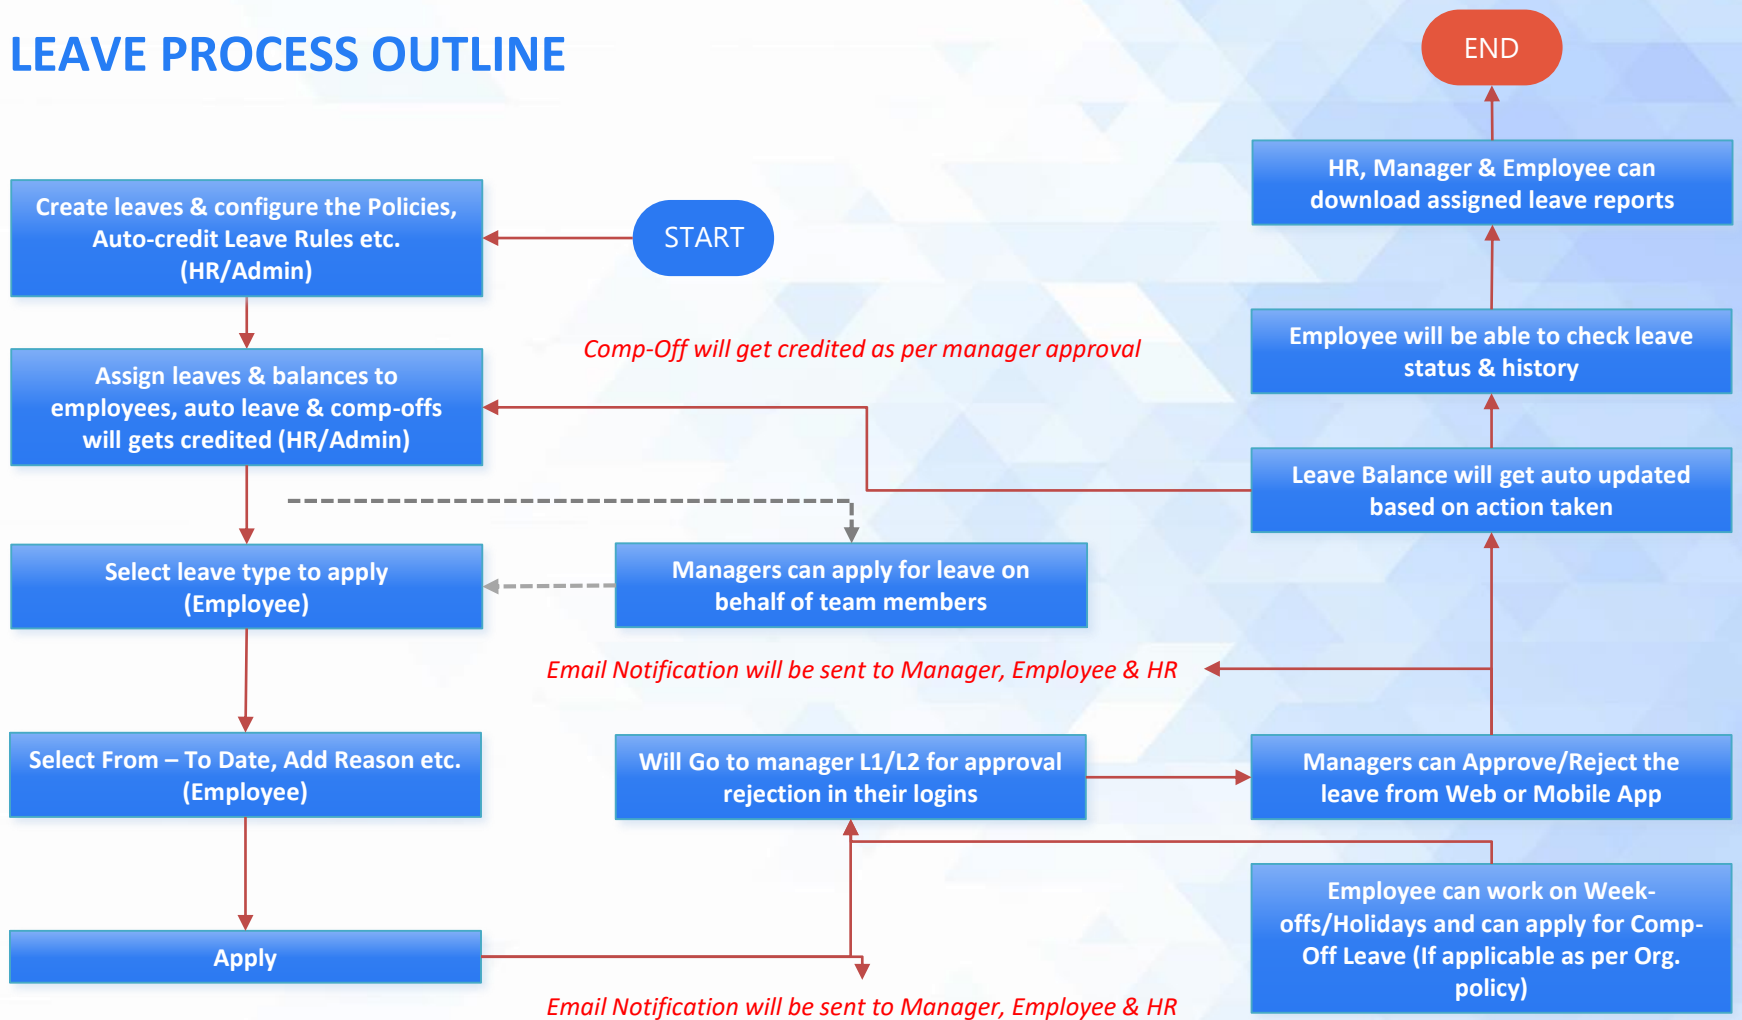 LEAVE PROCESS OUTLINE
END
HR, Manager & Employee can
download assigned leave reports
Create leaves & configure the Policies,
Auto-credit Leave Rules etc.
(HR/Admin)
START
Employee will be able to check leave
status & history
Comp-Off will get credited as per manager approval
Assign leaves & balances to
employees, auto leave & comp-offs
will gets credited (HR/Admin)
Leave Balance will get auto updated
based on action taken
Select leave type to apply
(Employee)
Managers can apply for leave on
behalf of team members
Email Notification will be sent to Manager, Employee & HR
Select From – To Date, Add Reason etc.
(Employee)
Will Go to manager L1/L2 for approval
rejection in their logins
Managers can Approve/Reject the
leave from Web or Mobile App
Apply
Employee can work on Week-
offs/Holidays and can apply for Comp-
Off Leave (If applicable as per Org.
policy)
Email Notification will be sent to Manager, Employee & HR